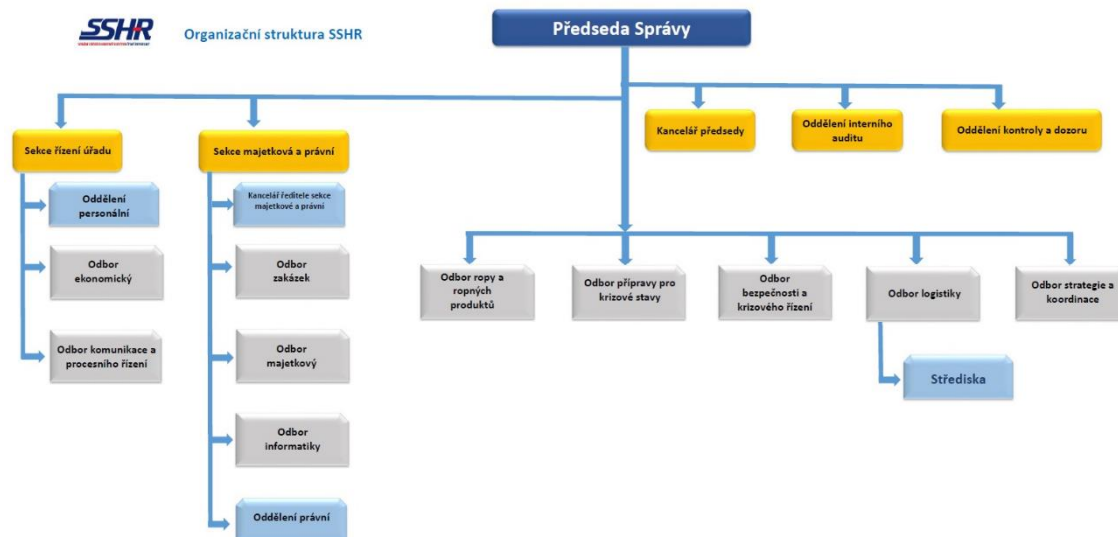 SSHR
Organizační struktura SSHR
Předseda Správy
Kancelář předsedy
Oddělení interního
auditu
Oddělení kontroly a dozoru
Sekce řízení úřadu
Sekce majetková a právní
Oddělení
personální
Odbor
ekonomický
Odbor komunikace a
procesního řízení
Kancelář ředitele sekce
majetkové a právní
Odbor
zakázek
Odbor
majetkový
Odbor
informatiky
Oddělení právní
Odbor ropy a
ropných
produktů
Odbor přípravy pro
krizové stavy
Odbor
bezpečnosti a
krizového řízení
Odbor logistiky
Odbor strategie a
koordinace
Střediska